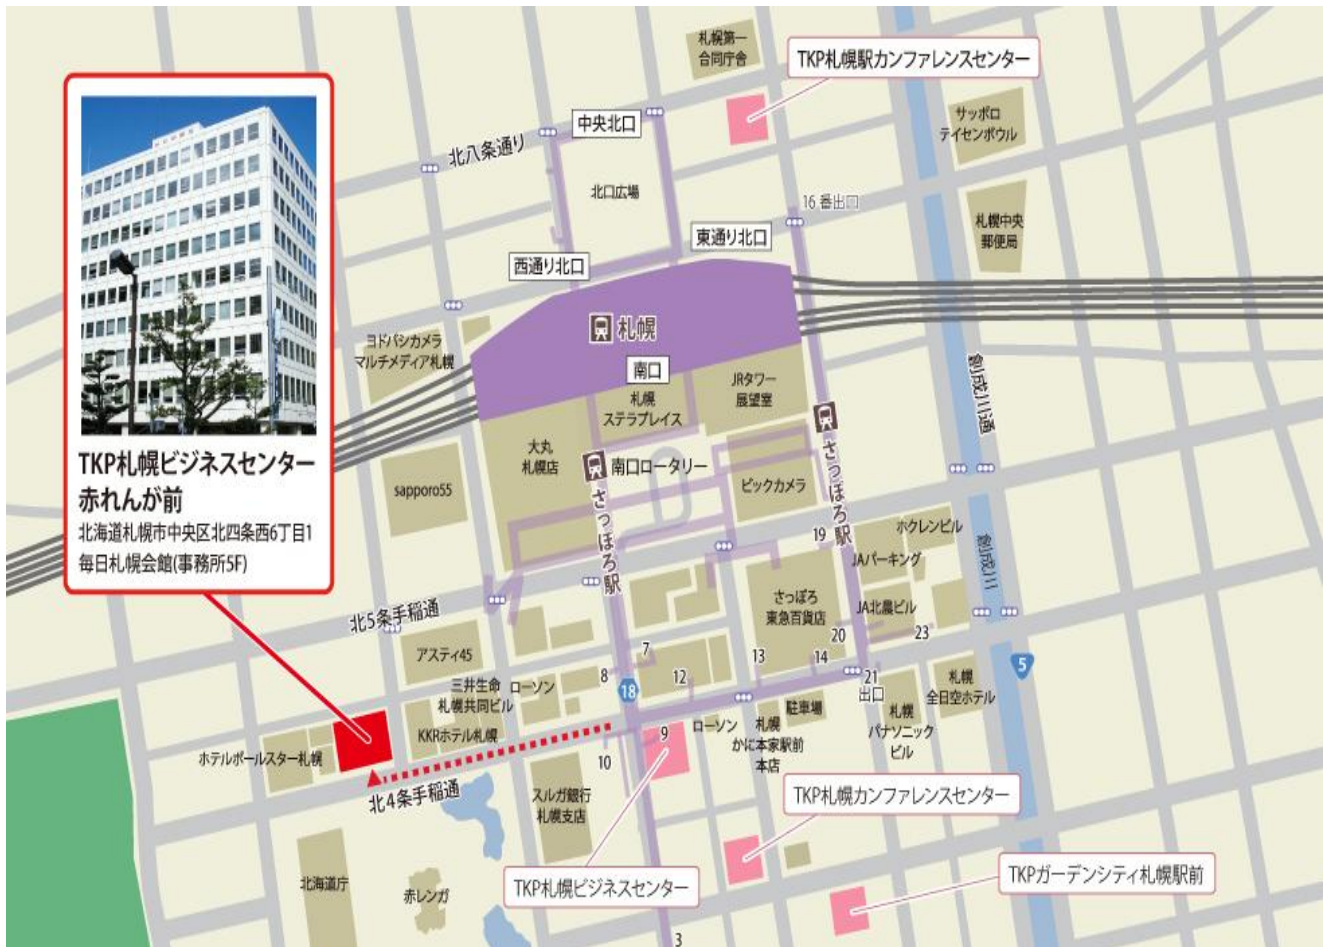 札幌第一
合同庁舎
TKP札幌駅カンファレンスセンター
サッポロ
テイセンボウル
中央北口
北八条通り
北口広場
16番出口
札幌中央
郵便局
東通り北口
西通り北口
札幌
ヨドバシカメラ
マルチメディア札幌
南口
札幌
ステラプレイス
JRタワー
展望室
創成川通
大丸
札幌店
南口ロータリー
さっぽろ駅
さっぽろ駅
ビックカメラ
sapporo55
TKP札幌ビジネスセンター
赤れんが前
北海道札幌市中央区北四条西6丁目1
毎日札幌会館(事務所5F)
19
ホクレンビル
JAパーキング
創成川
北5条手稲通
さっぽろ
東急百貨店
JA北農ビル
20
23
アスティ45
7
8
12
13
14
21
出口
18
5
三井生命
札幌共同ビル
ローソン
札幌
全日空ホテル
KKRホテル札幌
ホテルポールスター札幌
9
10
ローソン
駐車場
札幌
かに本家駅前
本店
札幌
パナソニック
ビル
北4条手稲通
スルガ銀行
札幌支店
TKP札幌カンファレンスセンター
TKP札幌ビジネスセンター
TKPガーデンシティ札幌駅前
北海道庁
赤レンガ
3